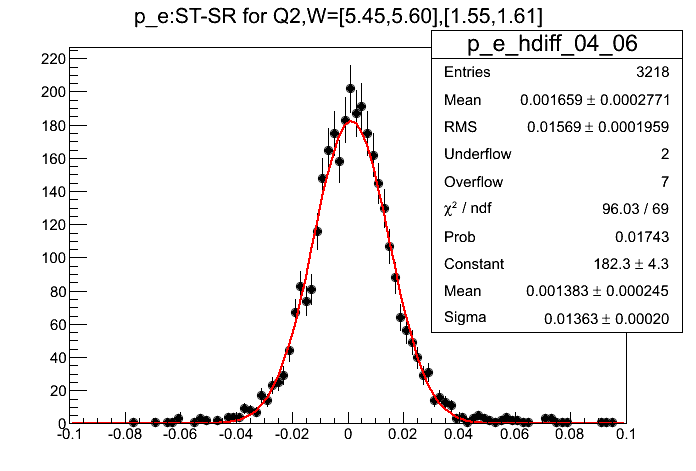 p_e:ST-SR for Q2,W=[5.45,5.60],[1.55,1.61]
p_e_hdiff_04_06
Entries 3218
Mean 0.001659 ± 0.0002771
RMS 0.01569 ± 0.0001959
Underflow 2
Overflow 7
χ² / ndf 96.03 / 69
Prob 0.01743
Constant 182.3 ± 4.3
Mean 0.001383 ± 0.000245
Sigma 0.01363 ± 0.00020
220
200
180
160
140
120
100
80
60
40
20
0
-0.1 -0.08 -0.06 -0.04 -0.02 0 0.02 0.04 0.06 0.08 0.1